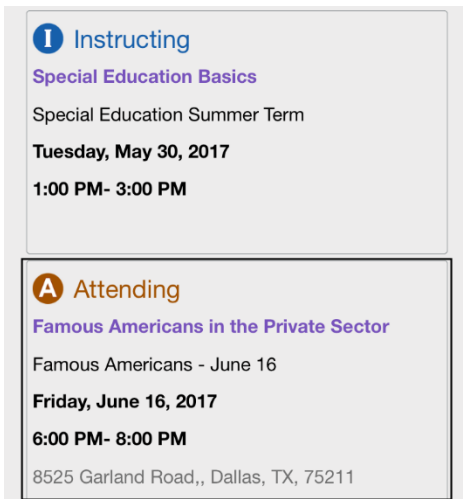 I Instructing
Special Education Basics
Special Education Summer Term
Tuesday, May 30, 2017
1:00 PM- 3:00 PM
A Attending
Famous Americans in the Private Sector
Famous Americans - June 16
Friday, June 16, 2017
6:00 PM- 8:00 PM
8525 Garland Road,, Dallas, TX, 75211